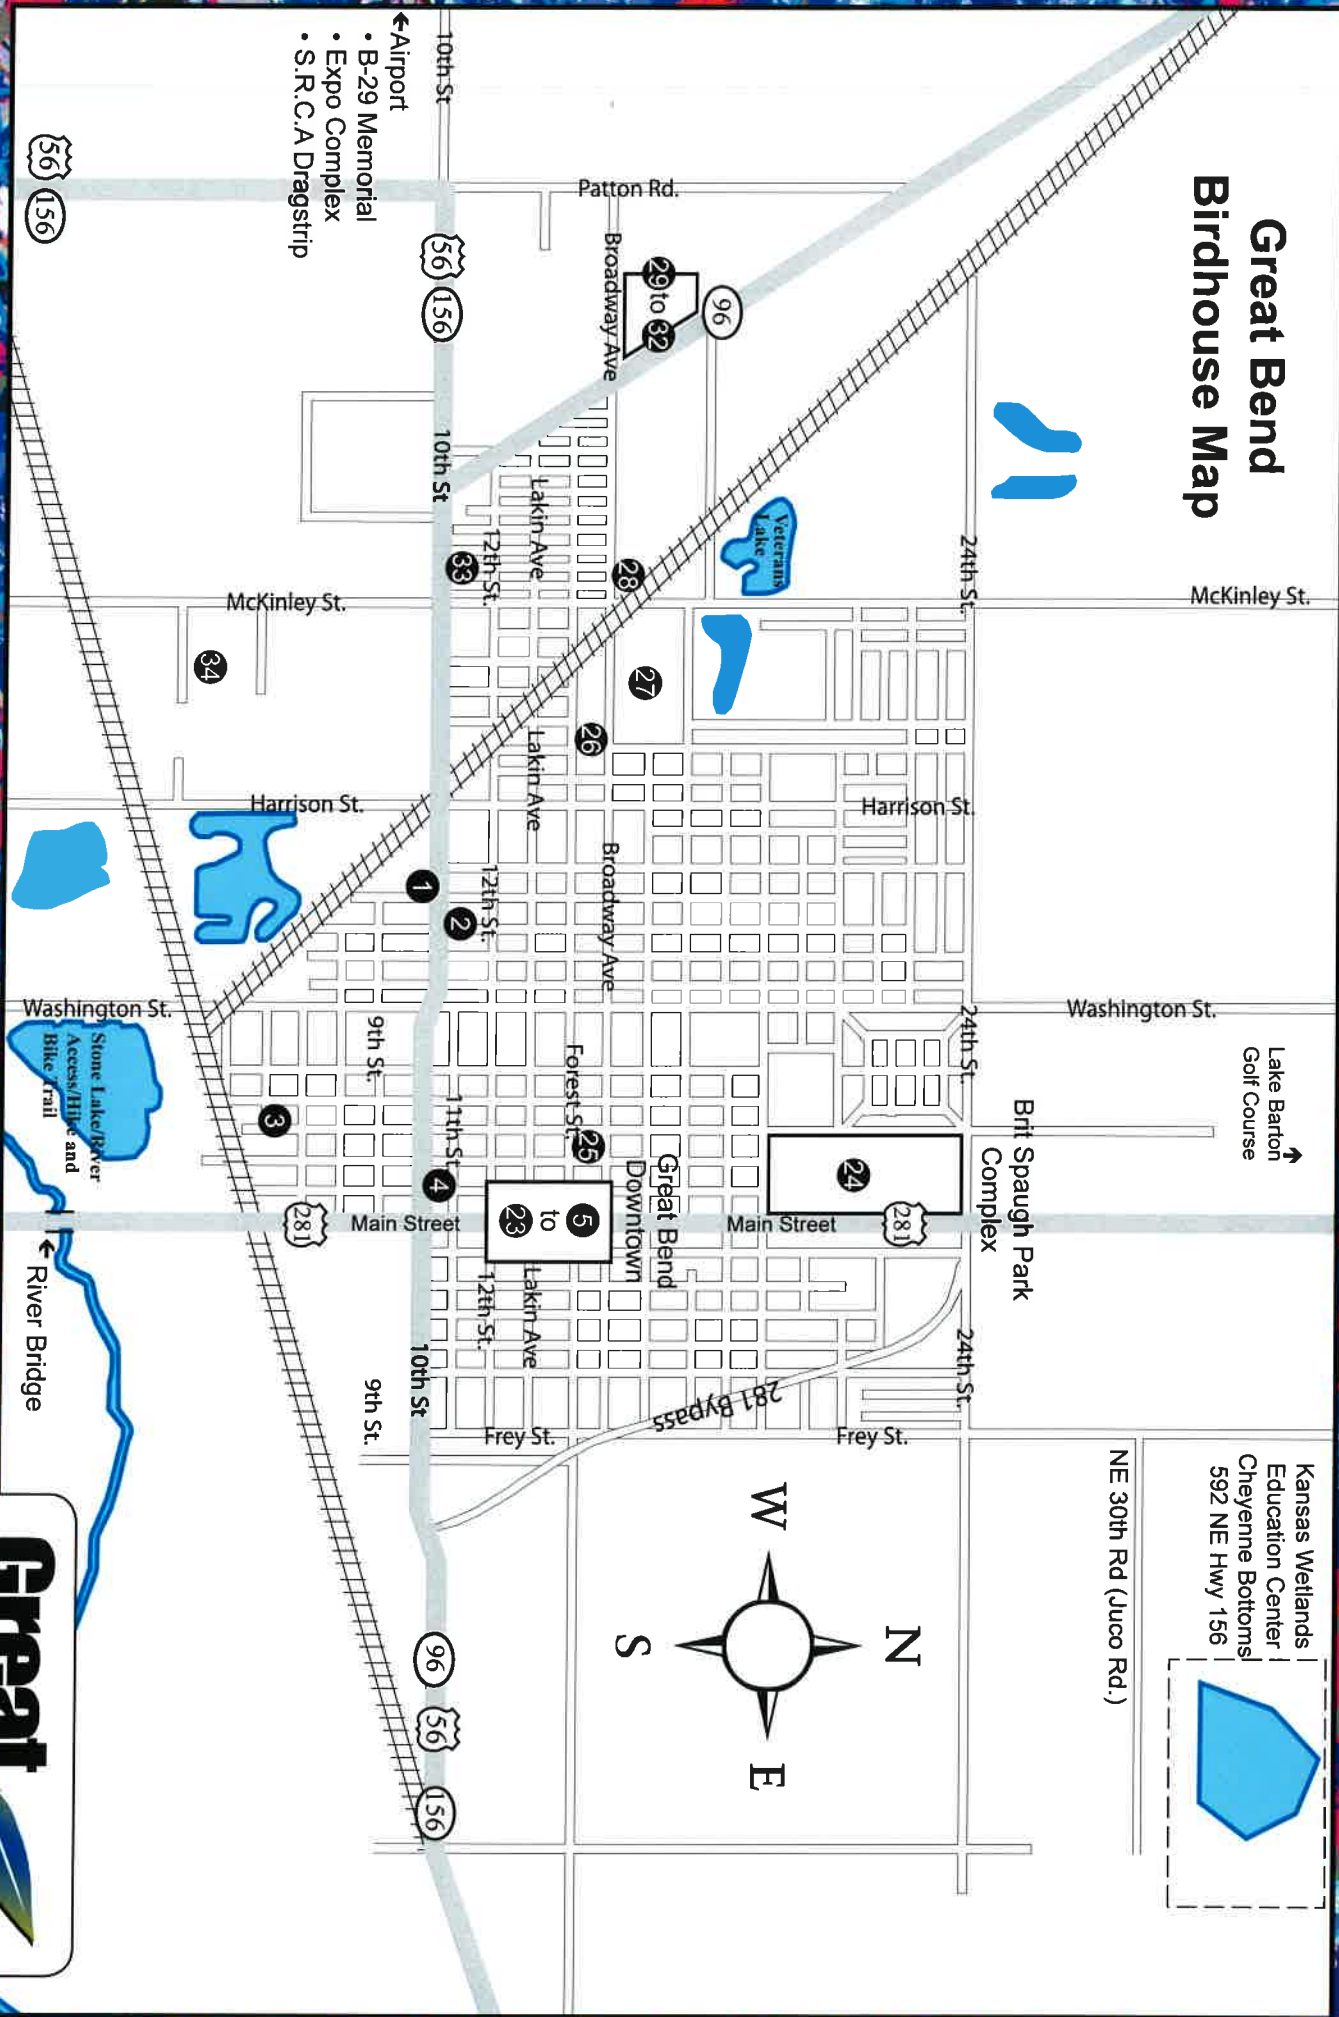 Great Bend
Birdhouse Map
Lake Barton
Golf Course
Kansas Wetlands
Education Center
Cheyenne Bottoms
592 NE Hwy 156
McKinley St.
Washington St.
NE 30th Rd (Juco Rd.)
Brit Spaugh Park
Complex
24th St.
24th St.
24th St.
Harrison St.
24
281
Frey St.
N
W
E
S
Veterans
Lake
96
Main Street
281 Bypass
Patton Rd.
29 to 32
27
28
Great Bend
Downtown
Broadway Ave
26
Broadway Ave
Forest St.
25
5
to
23
Lakin Ave
Lakin Ave
Lakin Ave
12th St.
12th St.
12th St.
Frey St.
33
2
11th St.
4
10th St
56
156
10th St
1
10th St
96
56
156
←Airport
• B-29 Memorial
• Expo Complex
• S.R.C.A Dragstrip
9th St.
Main Street
9th St.
McKinley St.
Harrison St.
281
3
34
Washington St.
56
156
Stone Lake/River
Access/Hike and
Bike Trail
← River Bridge
Great